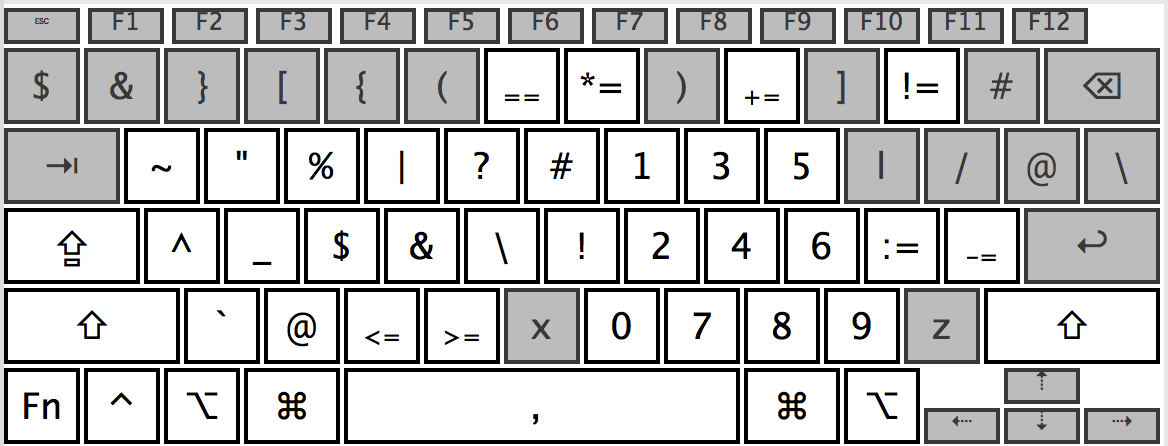 ESC F1 F2 F3 F4 F5 F6 F7 F8 F9 F10 F11 F12
$ & } [ { ( == *= ) += ] != # ⌫
⇥ ~ " % | ? # 1 3 5 l / @ \
⇪ ^ _ $ & \ ! 2 4 6 := -= ↩
⇧ ` @ <= >= x 0 7 8 9 z ⇧
Fn ^ ⌥ ⌘ , ⌘ ⌥ ⇠ ⇡ ⇣ ⇢